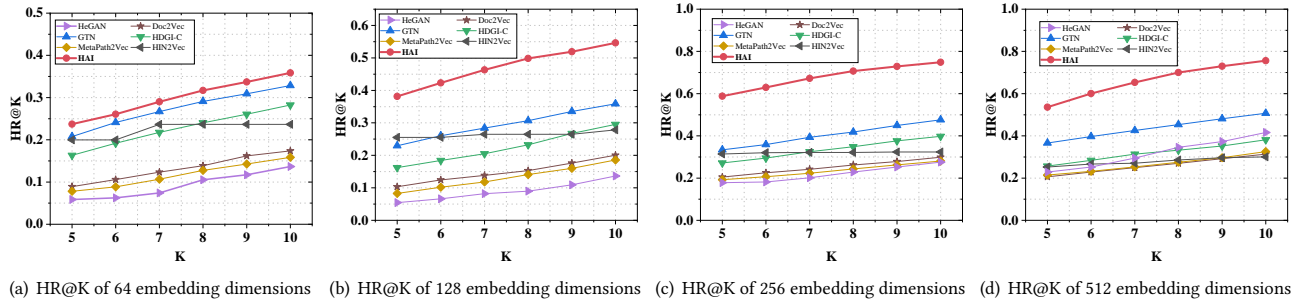 HR@K
0.5
0.4
0.3
0.2
0.1
0.0
HeGAN Doc2Vec
GTN HDGI-C
MetaPath2Vec HIN2Vec
HAI
5 6 7 8 9 10
K
(a) HR@K of 64 embedding dimensions
HR@K
0.6
0.5
0.4
0.3
0.2
0.1
0.0
HeGAN Doc2Vec
GTN HDGI-C
MetaPath2Vec HIN2Vec
HAI
5 6 7 8 9 10
K
(b) HR@K of 128 embedding dimensions
HR@K
1.0
0.8
0.6
0.4
0.2
0.0
HeGAN Doc2Vec
GTN HDGI-C
MetaPath2Vec HIN2Vec
HAI
5 6 7 8 9 10
K
(c) HR@K of 256 embedding dimensions
HR@K
1.0
0.8
0.6
0.4
0.2
0.0
HeGAN Doc2Vec
GTN HDGI-C
MetaPath2Vec HIN2Vec
HAI
5 6 7 8 9 10
K
(d) HR@K of 512 embedding dimensions